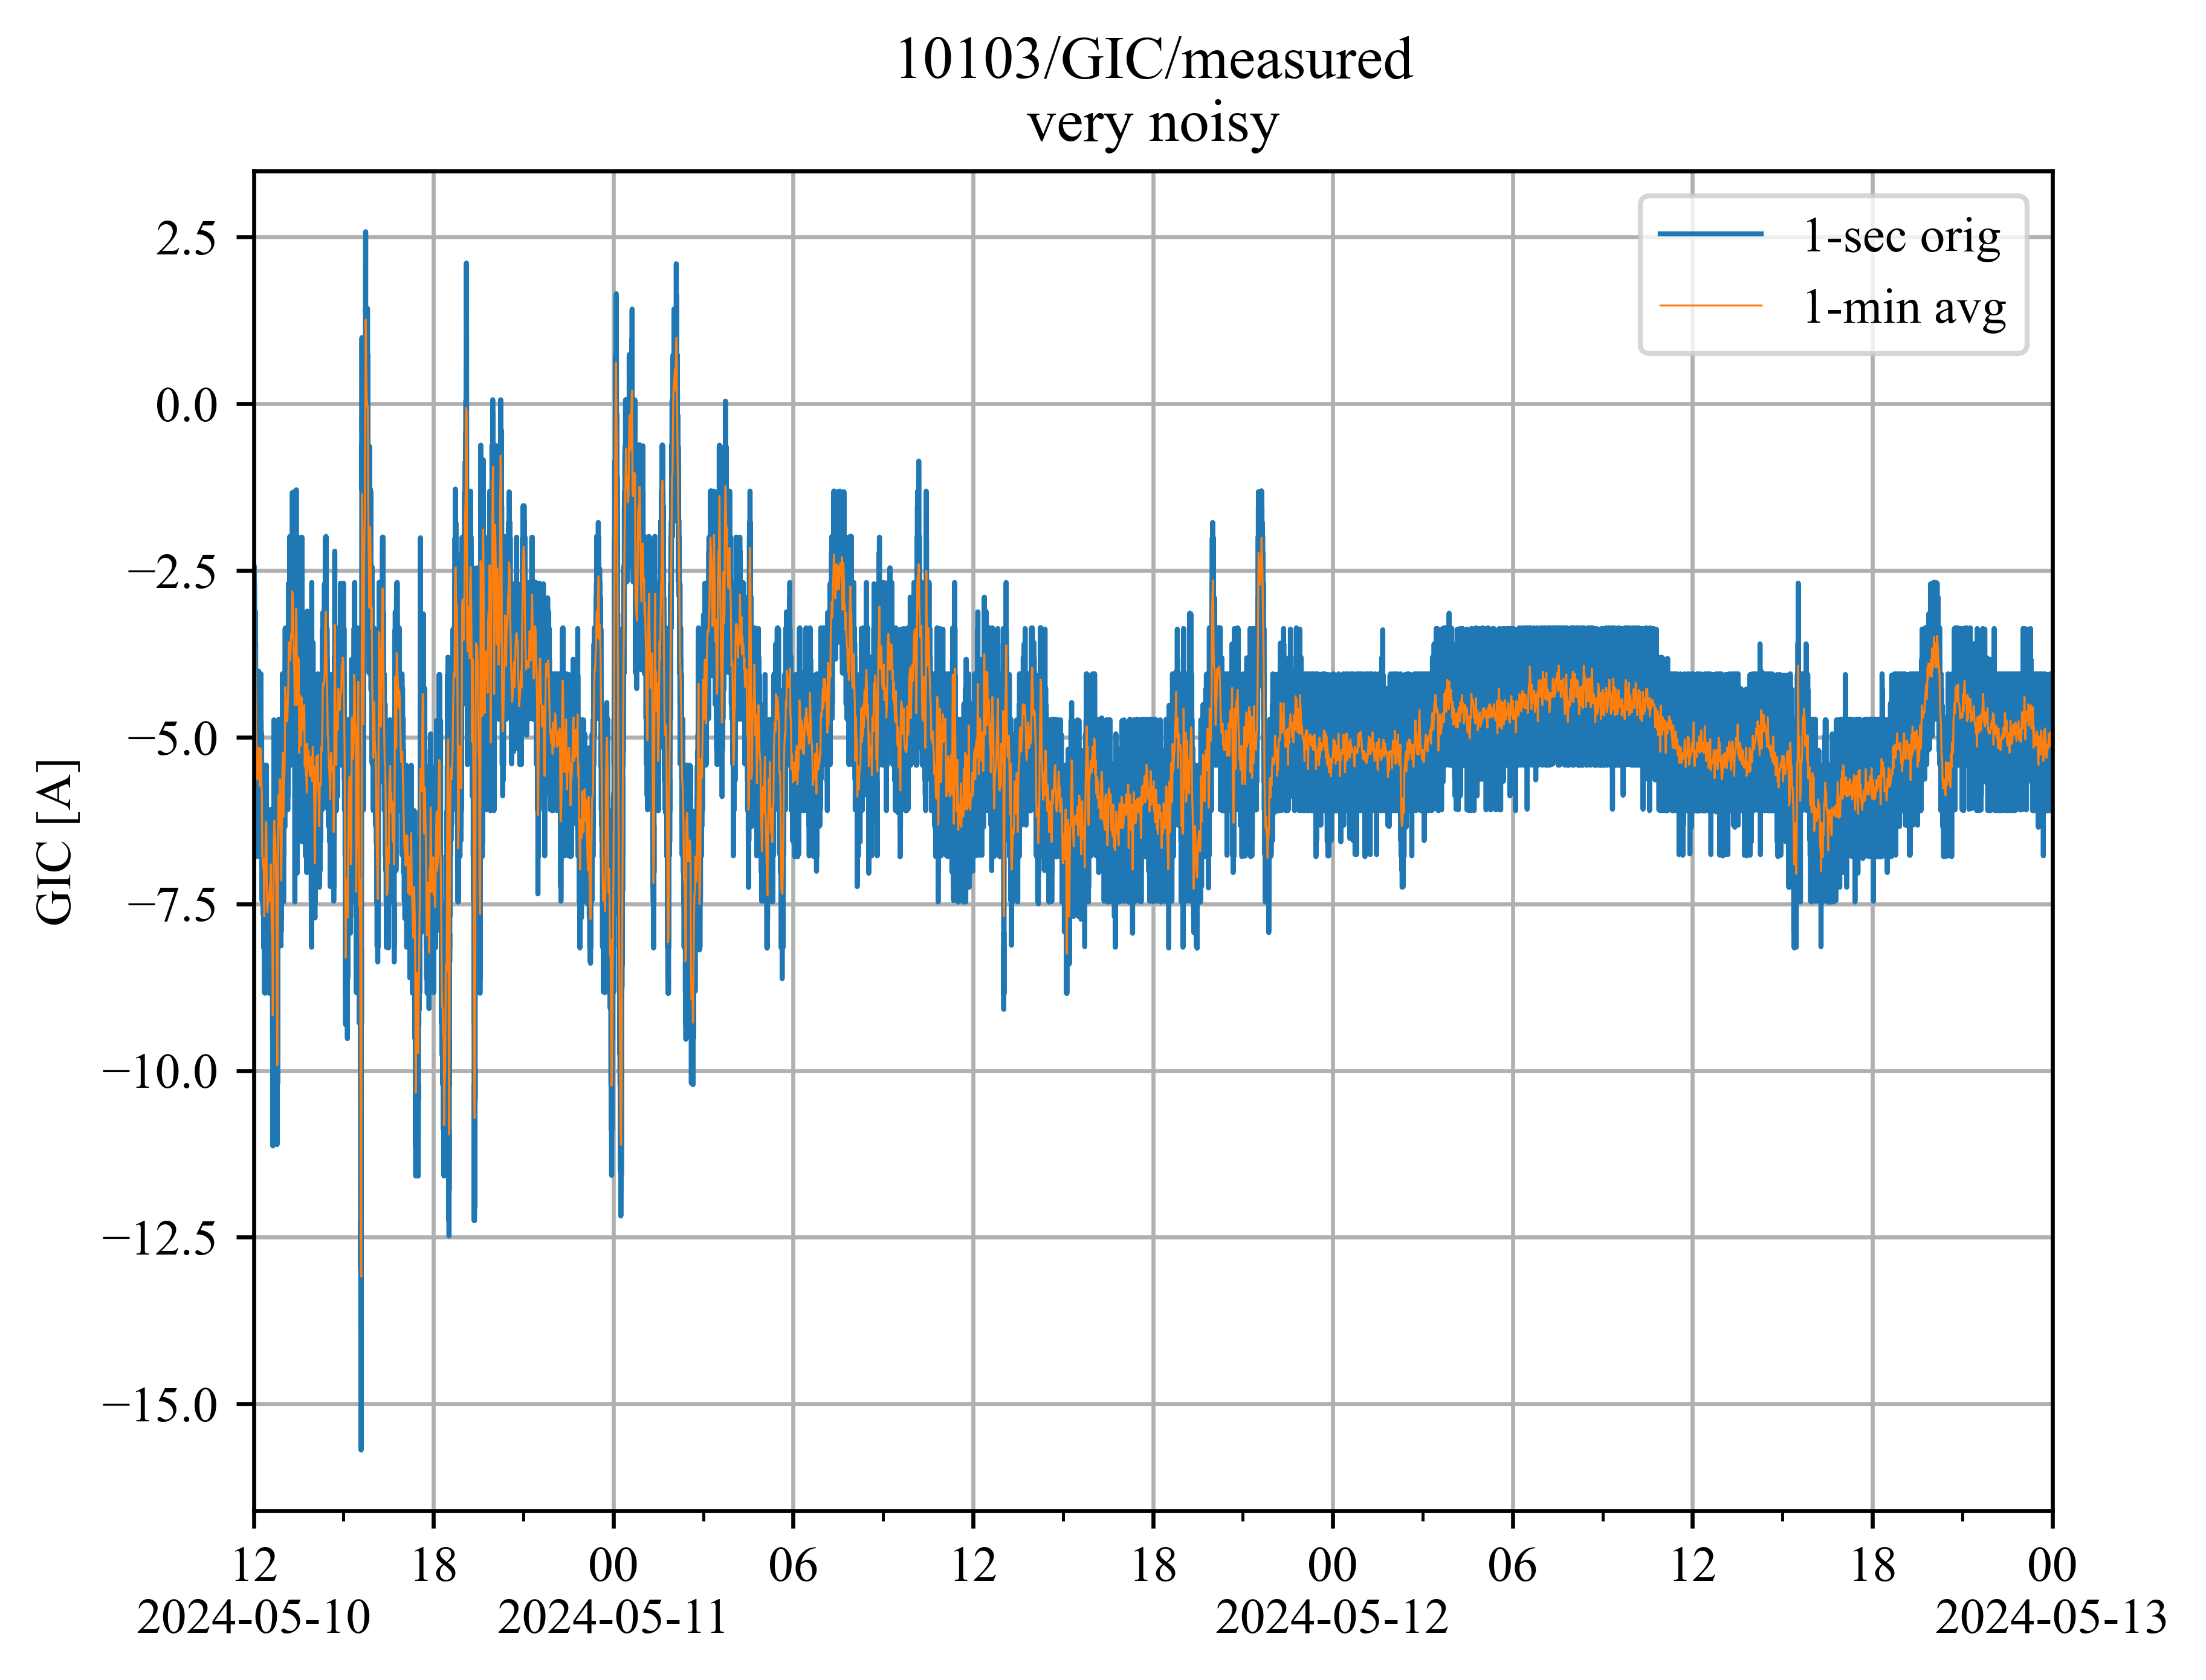 10103/GIC/measured
very noisy
1-sec orig
1-min avg
GIC [A]
2.5
0.0
−2.5
−5.0
−7.5
−10.0
−12.5
−15.0
12 18 00 06 12 18 00 06 12 18 00
2024-05-10 2024-05-11 2024-05-12 2024-05-13